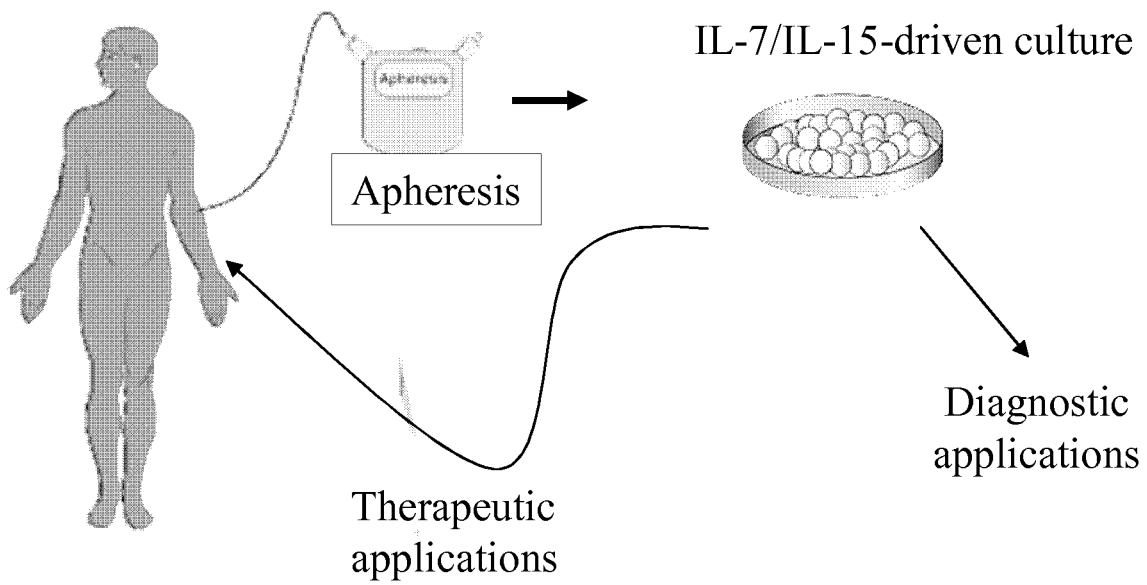 IL-7/IL-15-driven culture
Apheresis
Apheresis
Diagnostic
applications
Therapeutic
applications